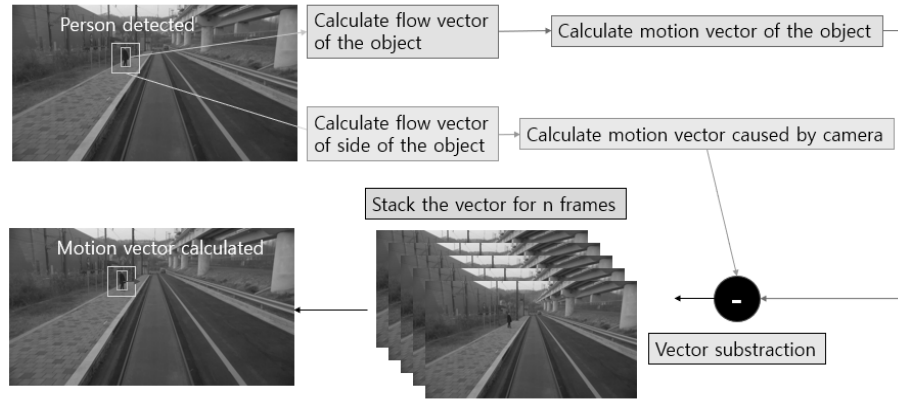 Person detected
Calculate flow vector
of the object
Calculate motion vector of the object
Calculate flow vector
of side of the object
Calculate motion vector caused by camera
Stack the vector for n frames
Motion vector calculated
-
Vector substraction